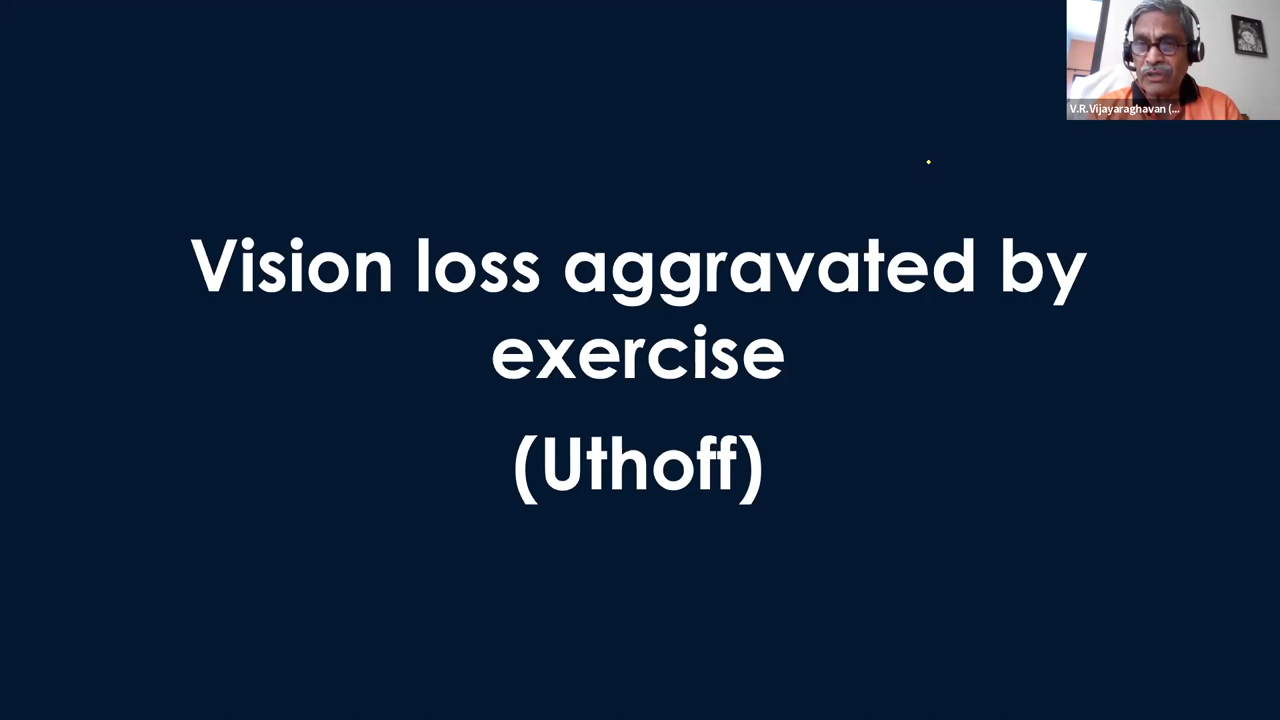 V.R.Vijayaraghavan (...
Vision loss aggravated by
exercise
(Uthoff)